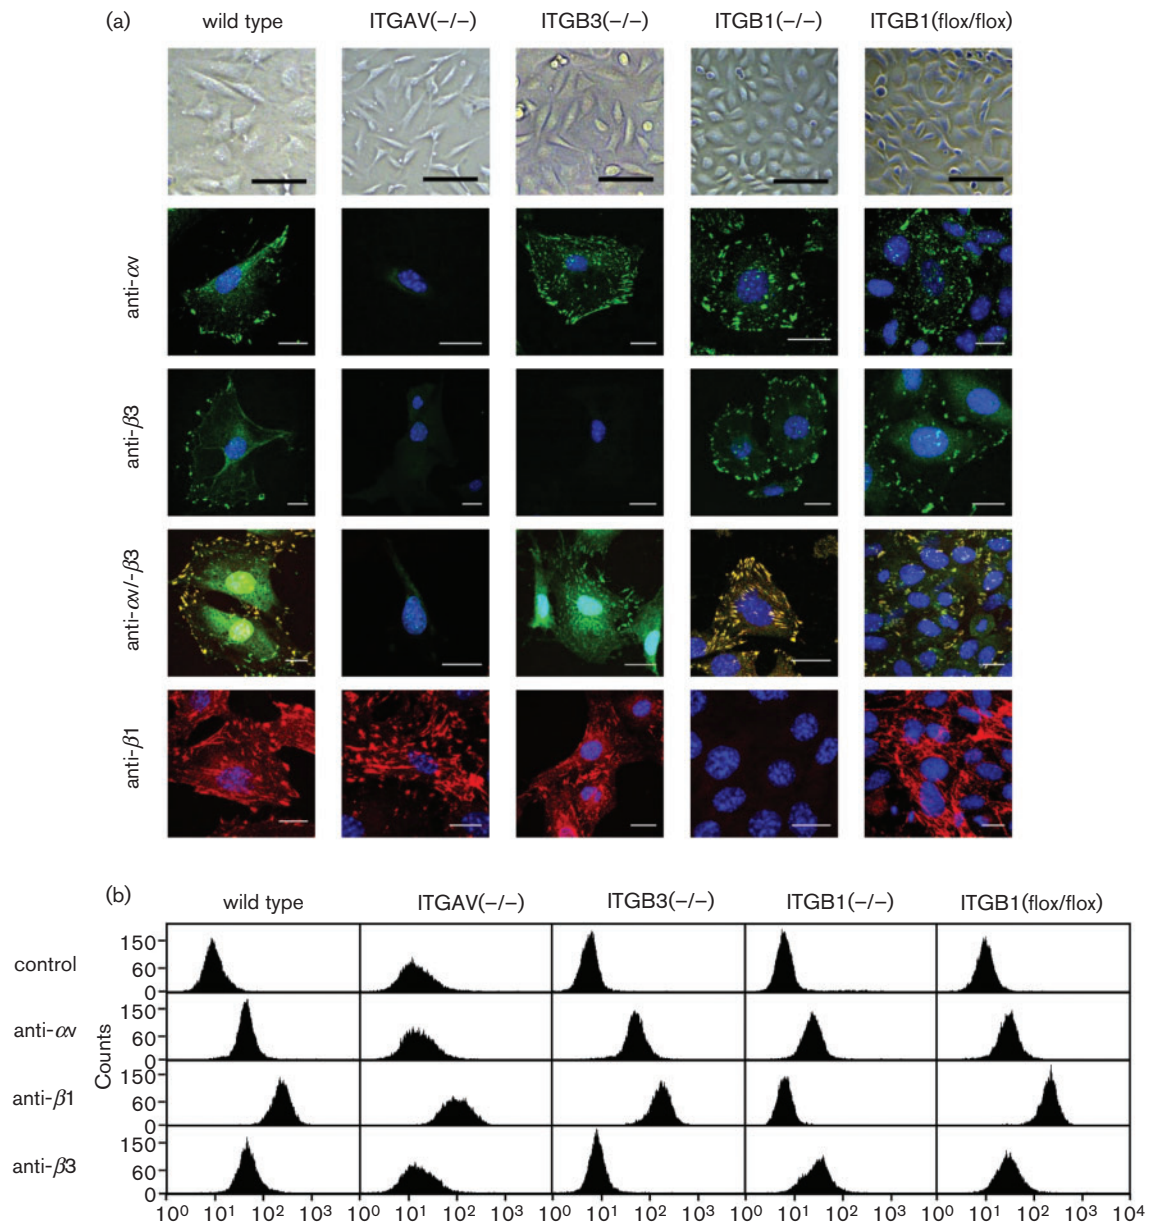 (a) wild type ITGAV(−/−) ITGB3(−/−) ITGB1(−/−) ITGB1(flox/flox)
anti-αv
anti-β3
anti-αv/-β3
anti-β1
(b) wild type ITGAV(−/−) ITGB3(−/−) ITGB1(−/−) ITGB1(flox/flox)
control 150 60 0
anti-αv 150 60 0
anti-β1 150 60 0
anti-β3 150 60 0
Counts
10⁰ 10¹ 10² 10³ 10⁰ 10¹ 10² 10³ 10⁰ 10¹ 10² 10³ 10⁰ 10¹ 10² 10³ 10⁰ 10¹ 10² 10³ 10⁴